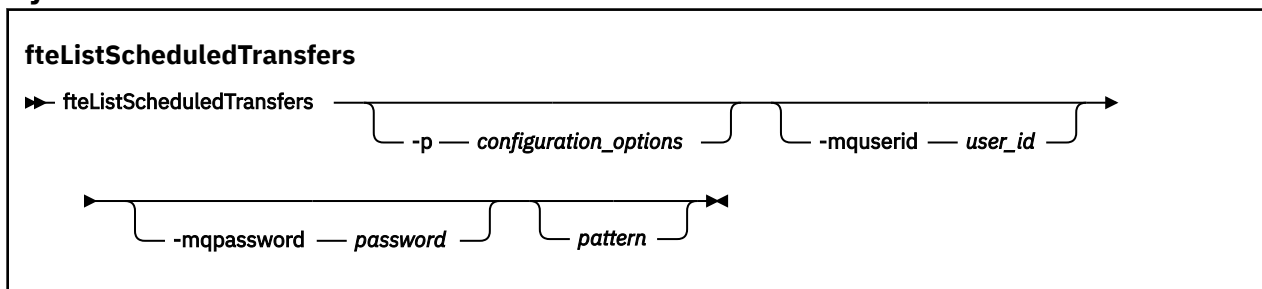 fteListScheduledTransfers
fteListScheduledTransfers
-p configuration_options -mquserid user_id
-mqpassword password pattern